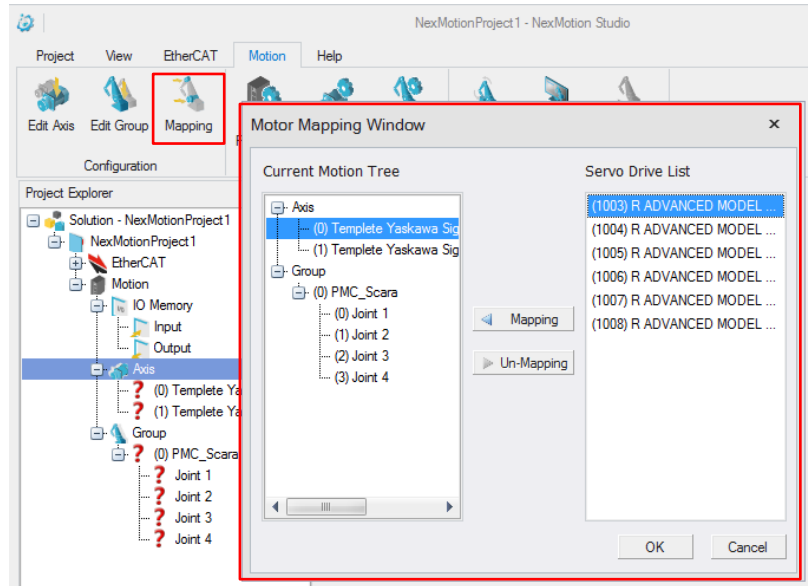 NexMotionProject1 - NexMotion Studio
Project View EtherCAT Motion Help
Edit Axis Edit Group Mapping
Configuration
Project Explorer
Solution - NexMotionProject1
NexMotionProject1
EtherCAT
Motion
IO Memory
Input
Output
Axis
(0) Templete Ya
(1) Templete Ya
Group
(0) PMC_Scara
Joint 1
Joint 2
Joint 3
Joint 4
Motor Mapping Window
Current Motion Tree
Axis
(0) Templete Yaskawa Sig
(1) Templete Yaskawa Sig
Group
(0) PMC_Scara
(0) Joint 1
(1) Joint 2
(2) Joint 3
(3) Joint 4
Mapping
Un-Mapping
Servo Drive List
(1003) R ADVANCED MODEL ...
(1004) R ADVANCED MODEL ...
(1005) R ADVANCED MODEL ...
(1006) R ADVANCED MODEL ...
(1007) R ADVANCED MODEL ...
(1008) R ADVANCED MODEL ...
OK Cancel